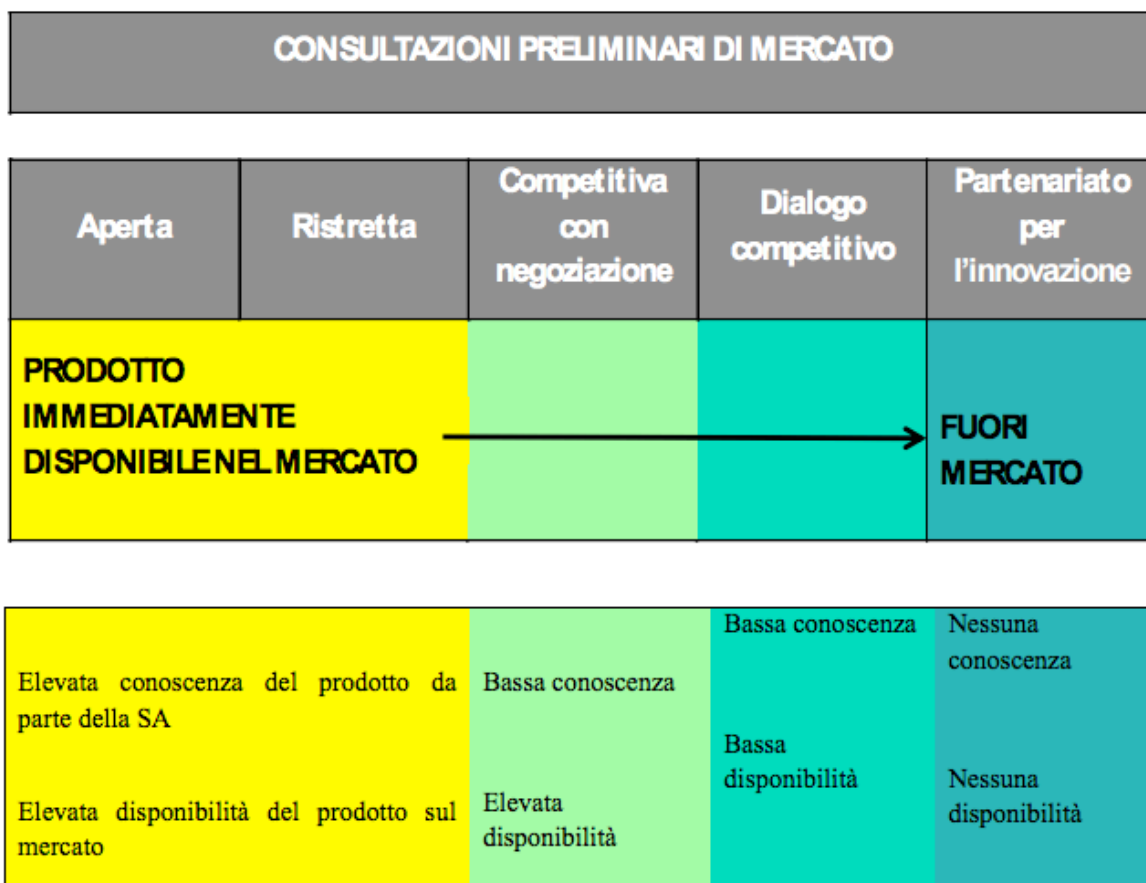 CONSULTAZIONI PRELIMINARI DI MERCATO
Aperta
Ristretta
Competitiva
con
negoziazione
Dialogo
competitivo
Partenariato
per
l’innovazione
PRODOTTO
IMMEDIATAMENTE
DISPONIBILE NEL MERCATO
FUORI
MERCATO
Elevata conoscenza del prodotto da
parte della SA
Elevata disponibilità del prodotto sul
mercato
Bassa conoscenza
Elevata
disponibilità
Bassa conoscenza
Bassa
disponibilità
Nessuna
conoscenza
Nessuna
disponibilità